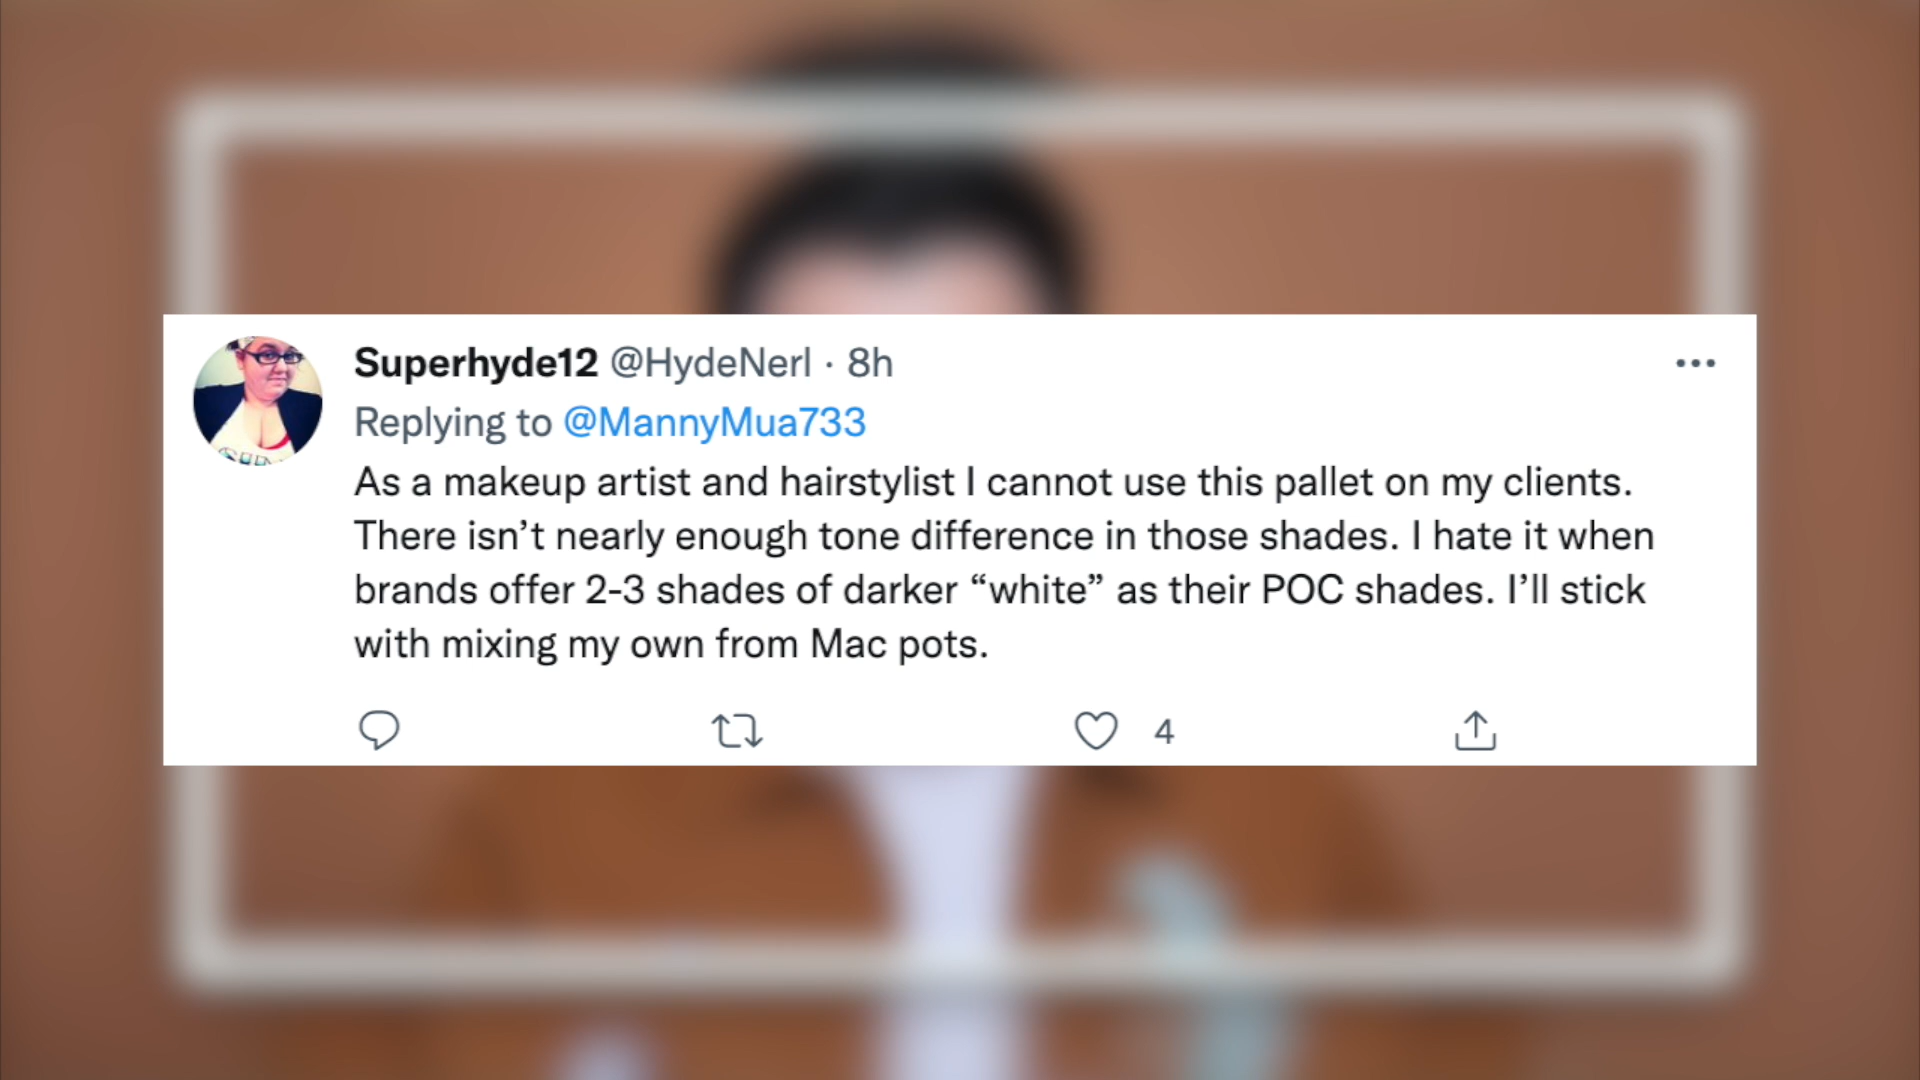 Superhyde12 @HydeNerl · 8h
Replying to @MannyMua733
As a makeup artist and hairstylist I cannot use this pallet on my clients.
There isn’t nearly enough tone difference in those shades. I hate it when
brands offer 2-3 shades of darker “white” as their POC shades. I’ll stick
with mixing my own from Mac pots.
4